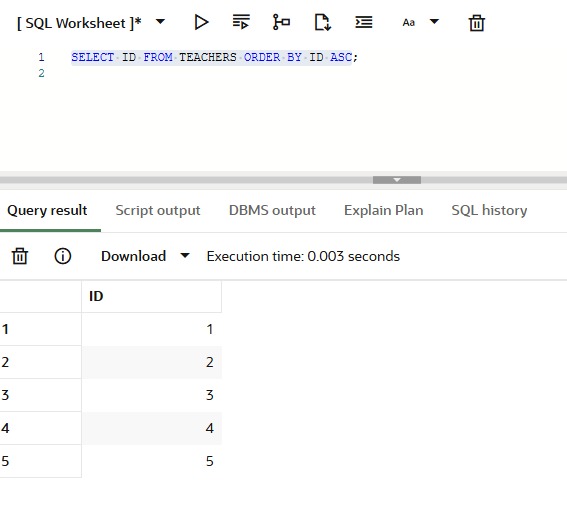 [ SQL Worksheet ]* Aa
1 SELECT ID FROM TEACHERS ORDER BY ID ASC;
2
Query result Script output DBMS output Explain Plan SQL history
Download Execution time: 0.003 seconds
ID
1 1
2 2
3 3
4 4
5 5